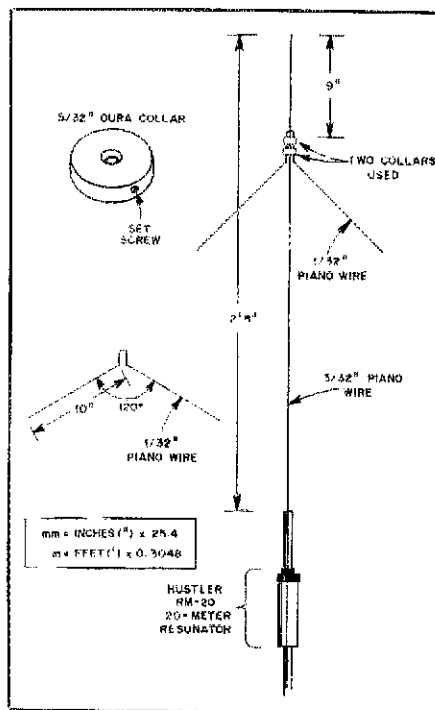 5/32" DURA COLLAR
SET
SCREW
9"
TWO COLLARS
USED
1/32"
PIANO WIRE
2'8"
3/32" PIANO
WIRE
10"
120°
1/32"
PIANO WIRE
mm = INCHES (") x 25.4
m = FEET (') x 0.3048
HUSTLER
RM-20
20-METER
RESONATOR